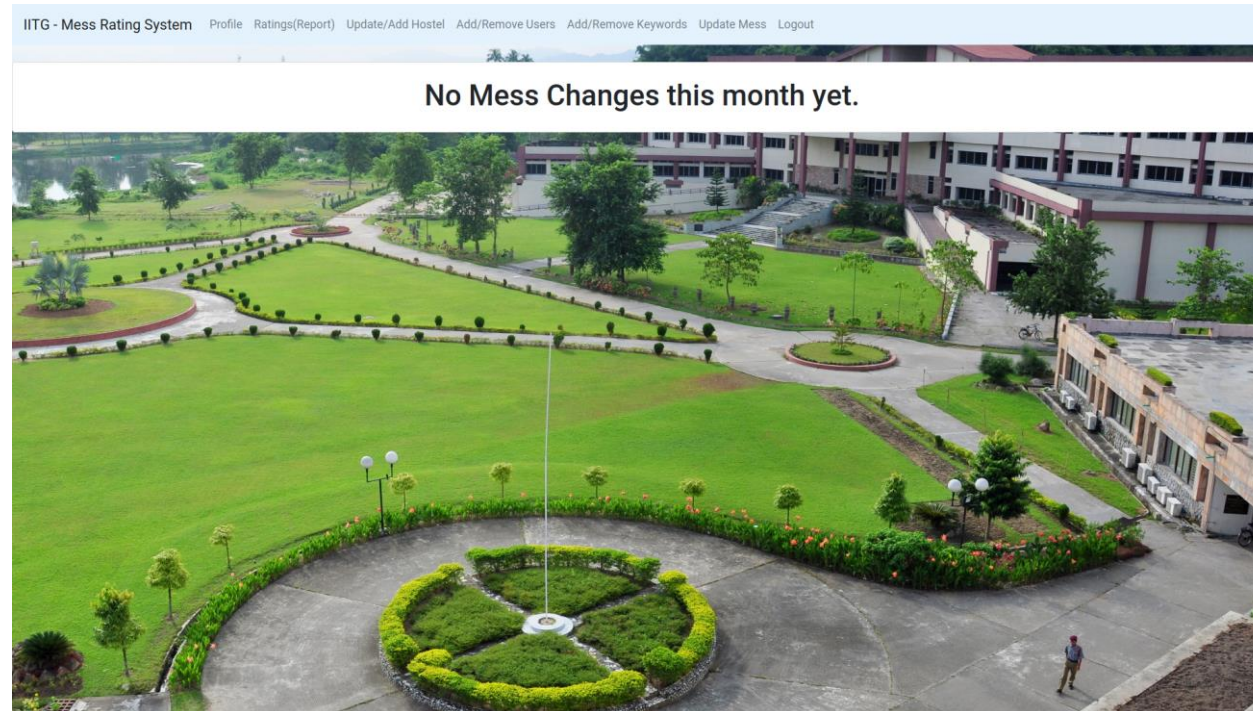 IITG - Mess Rating System Profile Ratings(Report) Update/Add Hostel Add/Remove Users Add/Remove Keywords Update Mess Logout
No Mess Changes this month yet.